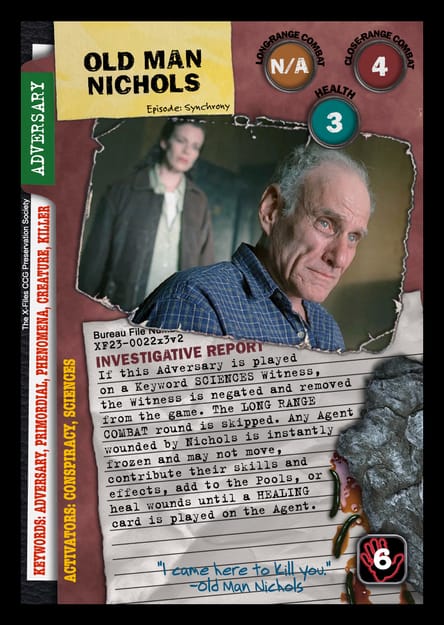 OLD MAN
NICHOLS
Episode: Synchrony
LONG-RANGE COMBAT
N/A
CLOSE-RANGE COMBAT
4
HEALTH
3
ADVERSARY
The X-Files CCG Preservation Society
KEYWORDS: ADVERSARY, PRIMORDIAL, PHENOMENA, CREATURE, KILLER
ACTIVATORS: CONSPIRACY, SCIENCES
Bureau File
XF23-0022x3v2
INVESTIGATIVE REPORT
If this Adversary is played
on a Keyword SCIENCES Witness,
the Witness is negated and removed
from the game. The LONG RANGE
COMBAT round is skipped. Any Agent
wounded by Nichols is instantly
frozen and may not move,
contribute their skills and
effects, add to the Pools, or
heal wounds until a HEALING
card is played on the Agent.
"I came here to kill you."
-Old Man Nichols
6